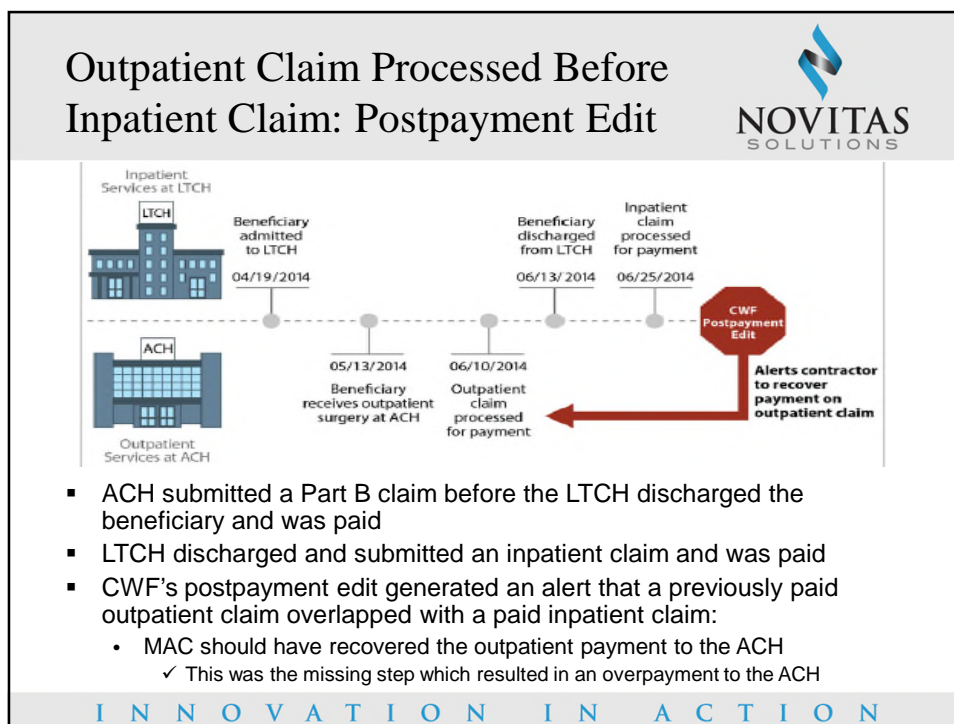 Outpatient Claim Processed Before
Inpatient Claim: Postpayment Edit
NOVITAS
SOLUTIONS
Inpatient
Services at LTCH
LTCH
Beneficiary
admitted
to LTCH
04/19/2014
Beneficiary
discharged
from LTCH
06/13/2014
Inpatient
claim
processed
for payment
06/25/2014
CWF
Postpayment
Edit
ACH
Outpatient
Services at ACH
05/13/2014
Beneficiary
receives outpatient
surgery at ACH
06/10/2014
Outpatient
claim
processed
for payment
Alerts contractor
to recover
payment on
outpatient claim
▪ ACH submitted a Part B claim before the LTCH discharged the
beneficiary and was paid
▪ LTCH discharged and submitted an inpatient claim and was paid
▪ CWF's postpayment edit generated an alert that a previously paid
outpatient claim overlapped with a paid inpatient claim:
• MAC should have recovered the outpatient payment to the ACH
✓ This was the missing step which resulted in an overpayment to the ACH
INNOVATION IN ACTION